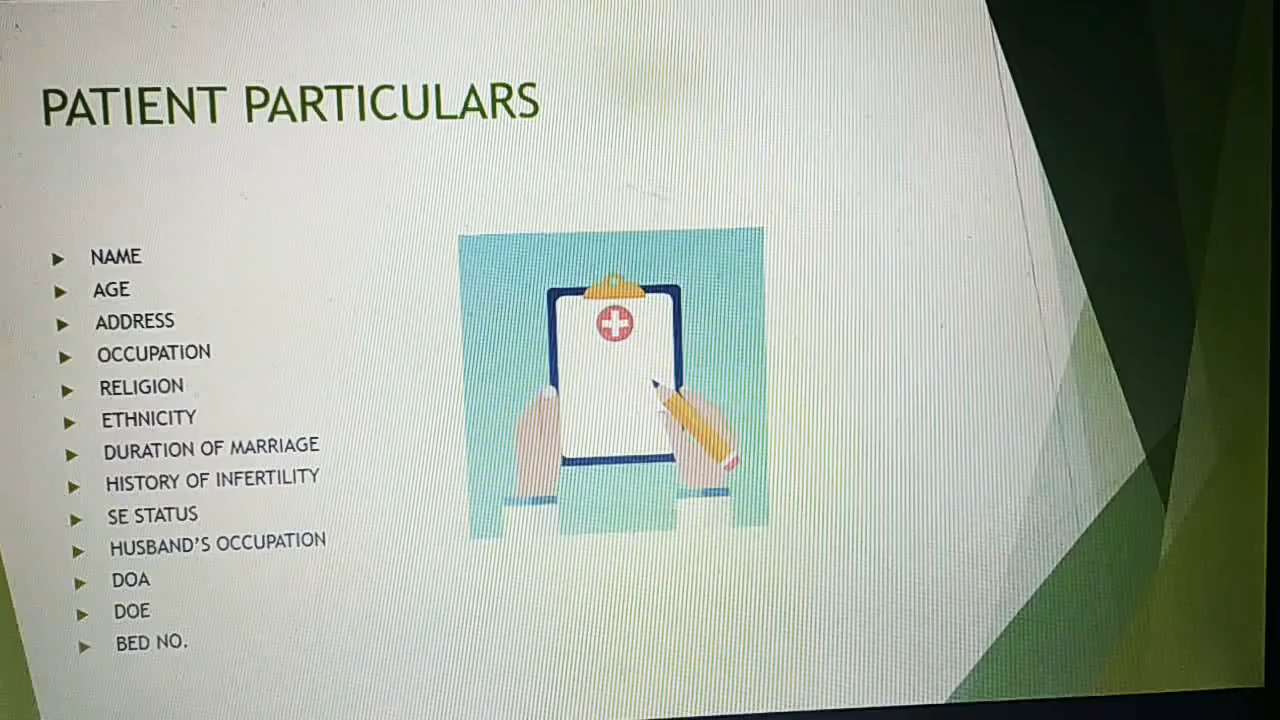 PATIENT PARTICULARS
NAME
AGE
ADDRESS
OCCUPATION
RELIGION
ETHNICITY
DURATION OF MARRIAGE
HISTORY OF INFERTILITY
SE STATUS
HUSBAND'S OCCUPATION
DOA
DOE
BED NO.